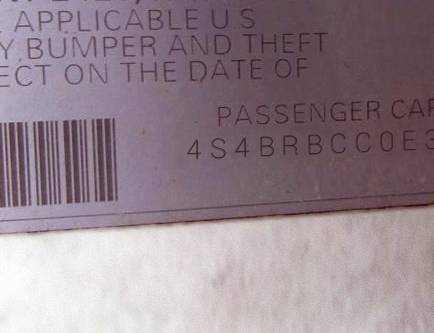 APPLICABLE U S
Y, BUMPER AND THEFT
ECT ON THE DATE OF
PASSENGER CAR
4S4BRBCC0E3